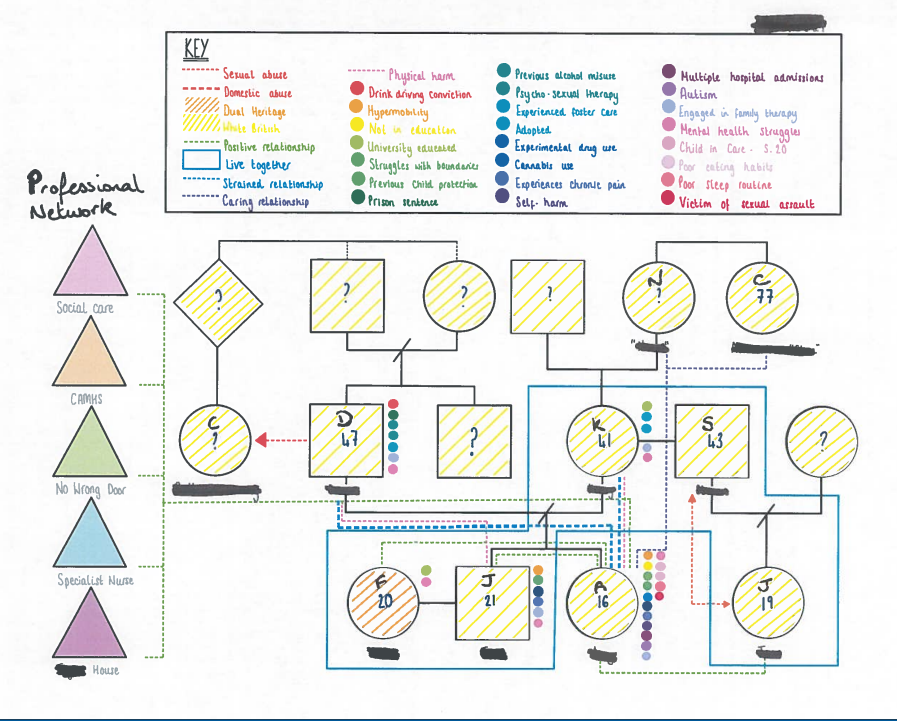 KEY
Sexual abuse
Domestic abuse
Dual Heritage
White British
Positive relationship
Live together
Strained relationship
Caring relationship
Physical harm
Drink driving conviction
Hypermobility
Not in education
University educated
Struggles with boundaries
Previous child protection
Prison sentence
Previous alcohol misuse
Psycho-sexual therapy
Experienced foster care
Adopted
Experimental drug use
Cannabis use
Experiences chronic pain
Self-harm
Multiple hospital admissions
Autism
Engaged in family therapy
Mental health struggles
Child in Care - S.20
Poor eating habits
Poor sleep routine
Victim of sexual assault
Professional
Network
Social care
CAMHS
No Wrong Door
Specialist Nurse
House
?
?
?
?
N
?
C
77
C
?
D
47
?
K
41
S
43
?
F
20
J
21
A
16
J
19